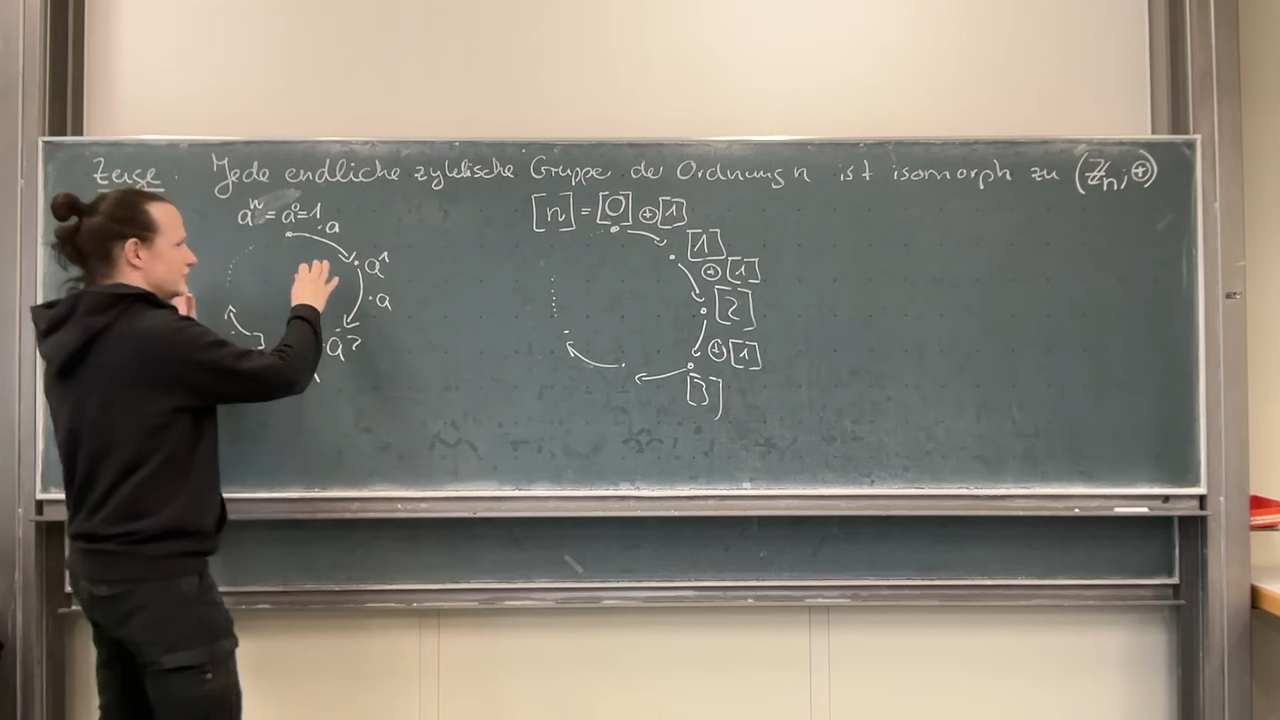 Zeige: Jede endliche zyklische Gruppe der Ordnung n ist isomorph zu (ℤₙ, ⊕)
aⁿ = a⁰ = 1
·a
a¹
·a
a²
[n] = [0] ⊕ [1]
[1]
⊕ [1]
[2]
⊕ [1]
[3]